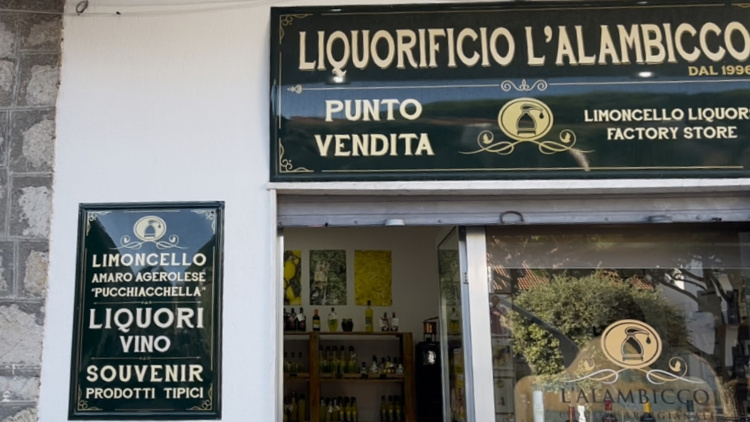 LIQUORIFICIO L'ALAMBICCO
DAL 1996
PUNTO
VENDITA
LIMONCELLO LIQUORI
FACTORY STORE
LIMONCELLO
AMARO AGEROLESE
"PUCCHIACCHELLA"
LIQUORI
VINO
SOUVENIR
PRODOTTI TIPICI
L'ALAMBICCO